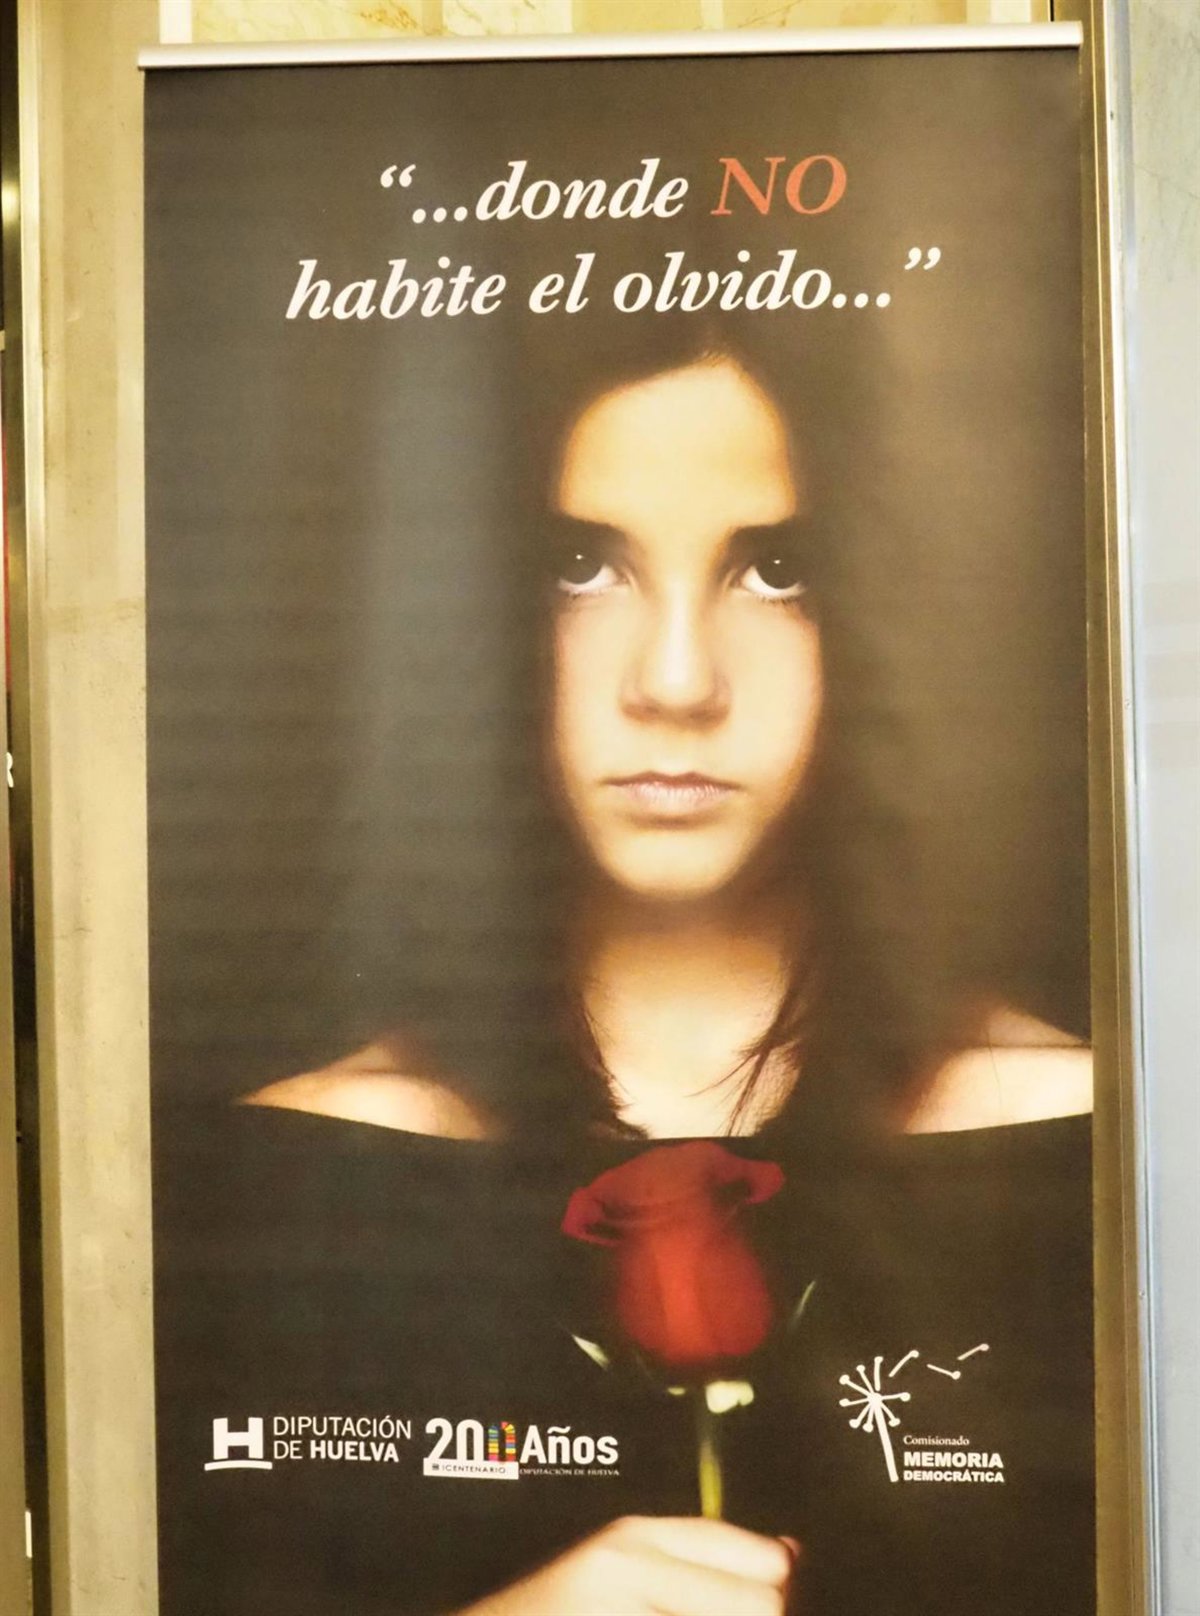 “...donde NO
habite el olvido...”
DIPUTACIÓN
DE HUELVA
200 Años
BICENTENARIO
DIPUTACIÓN DE HUELVA
Comisionado
MEMORIA
DEMOCRÁTICA
R